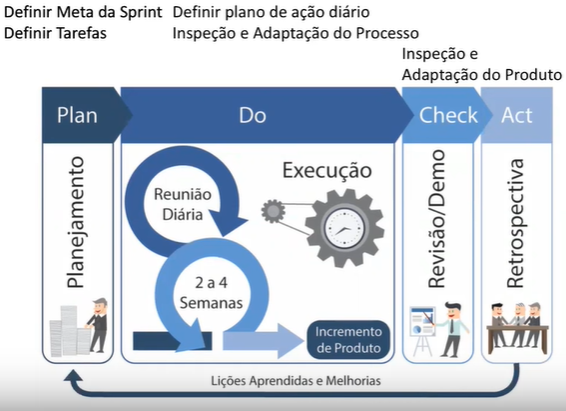 Definir Meta da Sprint
Definir Tarefas
Definir plano de ação diário
Inspeção e Adaptação do Processo
Inspeção e
Adaptação do Produto
Plan
Do
Check
Act
Planejamento
Reunião
Diária
2 a 4
Semanas
Execução
Incremento
de Produto
Revisão/Demo
Retrospectiva
Lições Aprendidas e Melhorias